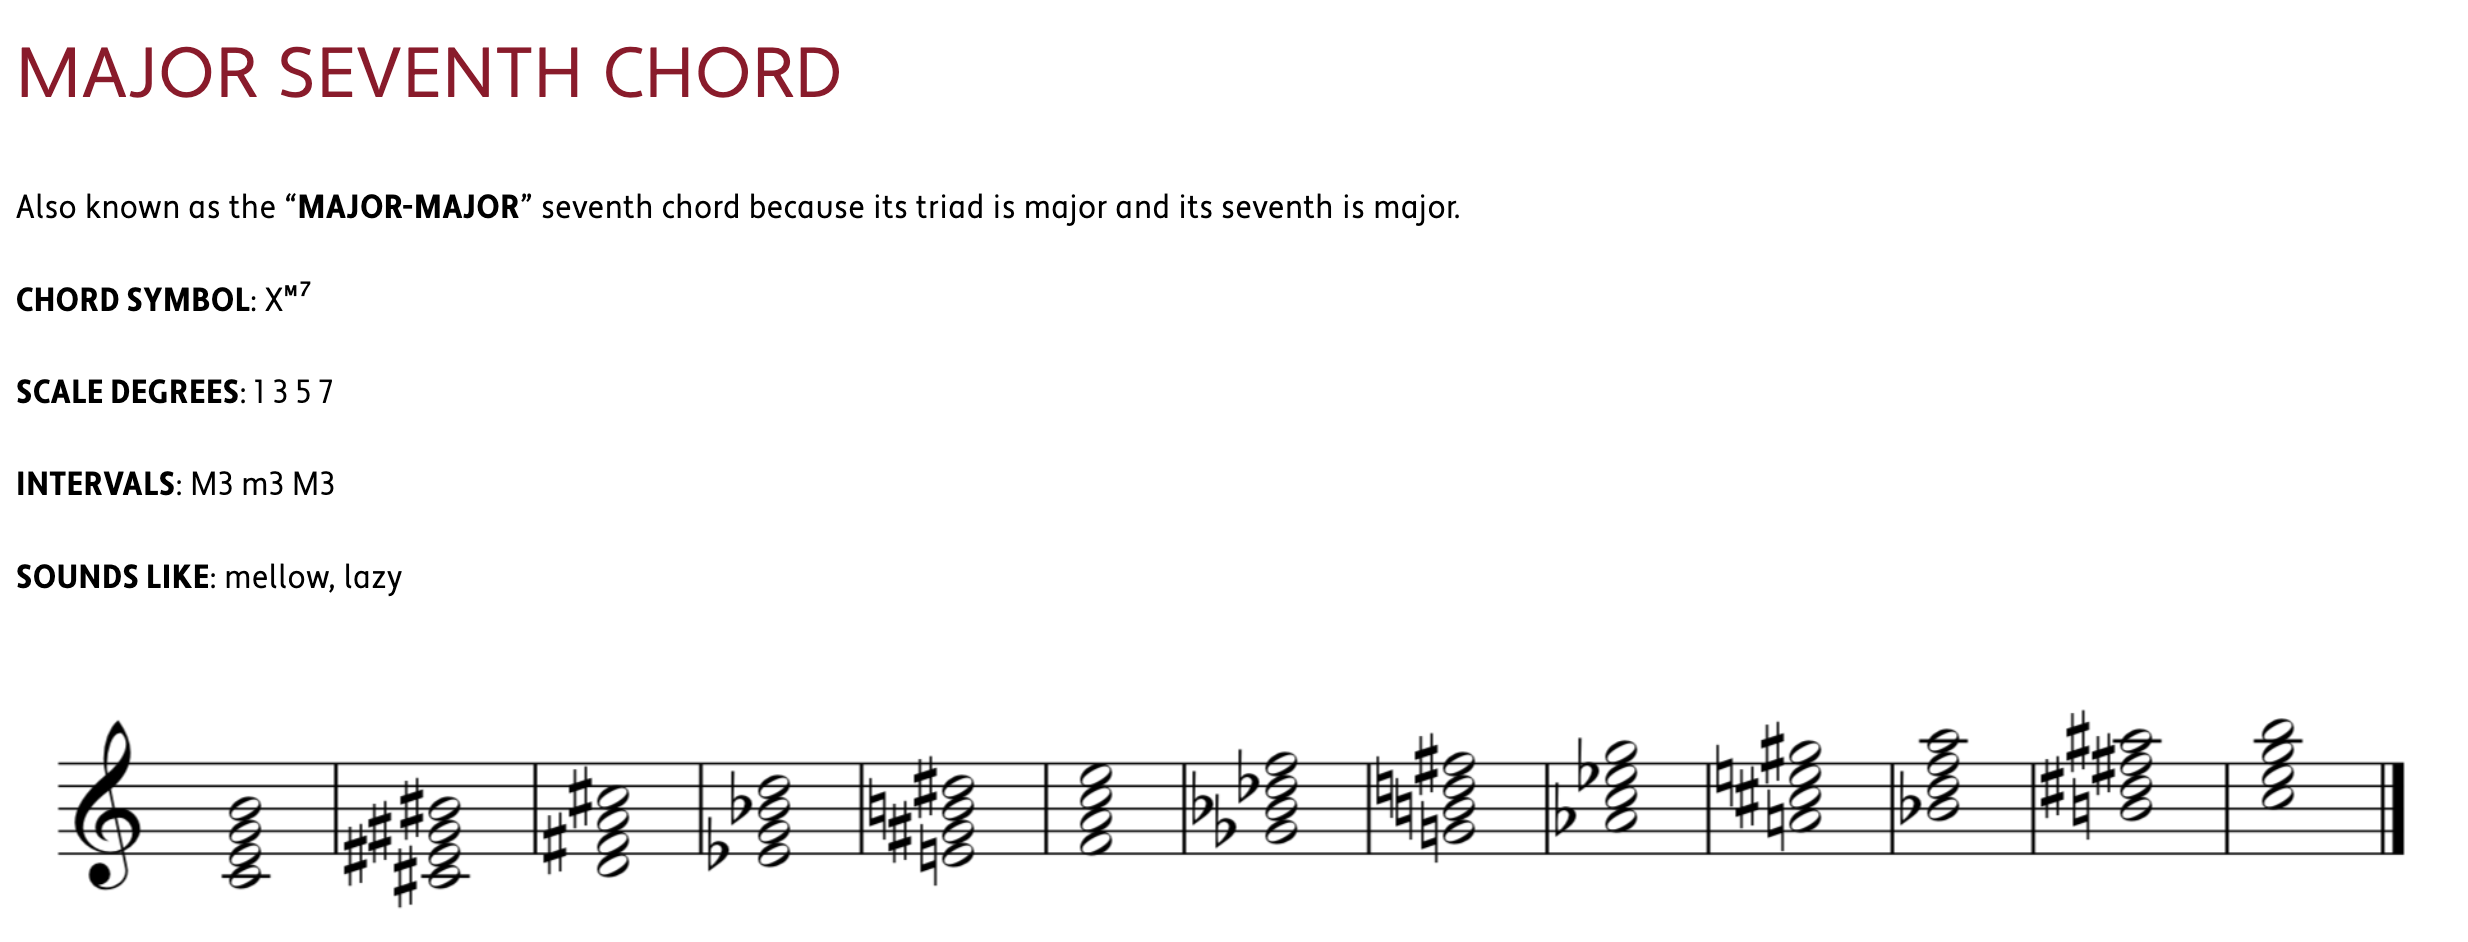 MAJOR SEVENTH CHORD
Also known as the “MAJOR-MAJOR” seventh chord because its triad is major and its seventh is major.
CHORD SYMBOL: Xᴹ⁷
SCALE DEGREES: 1 3 5 7
INTERVALS: M3 m3 M3
SOUNDS LIKE: mellow, lazy